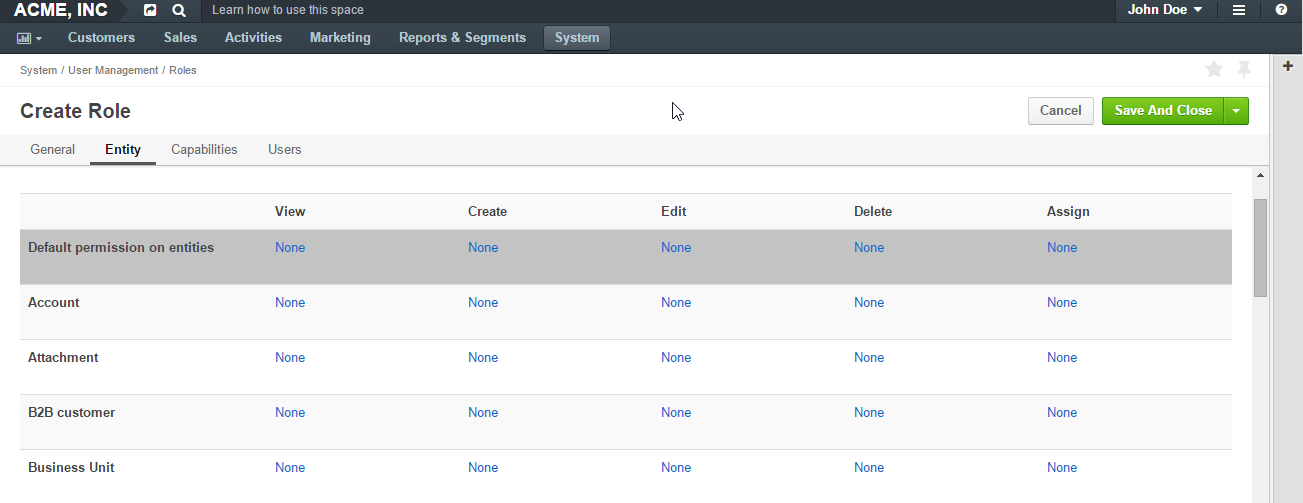 ACME, INC Learn how to use this space John Doe
Customers Sales Activities Marketing Reports & Segments System
System / User Management / Roles
Create Role Cancel Save And Close
General Entity Capabilities Users
View Create Edit Delete Assign
Default permission on entities None None None None None
Account None None None None None
Attachment None None None None None
B2B customer None None None None None
Business Unit None None None None None